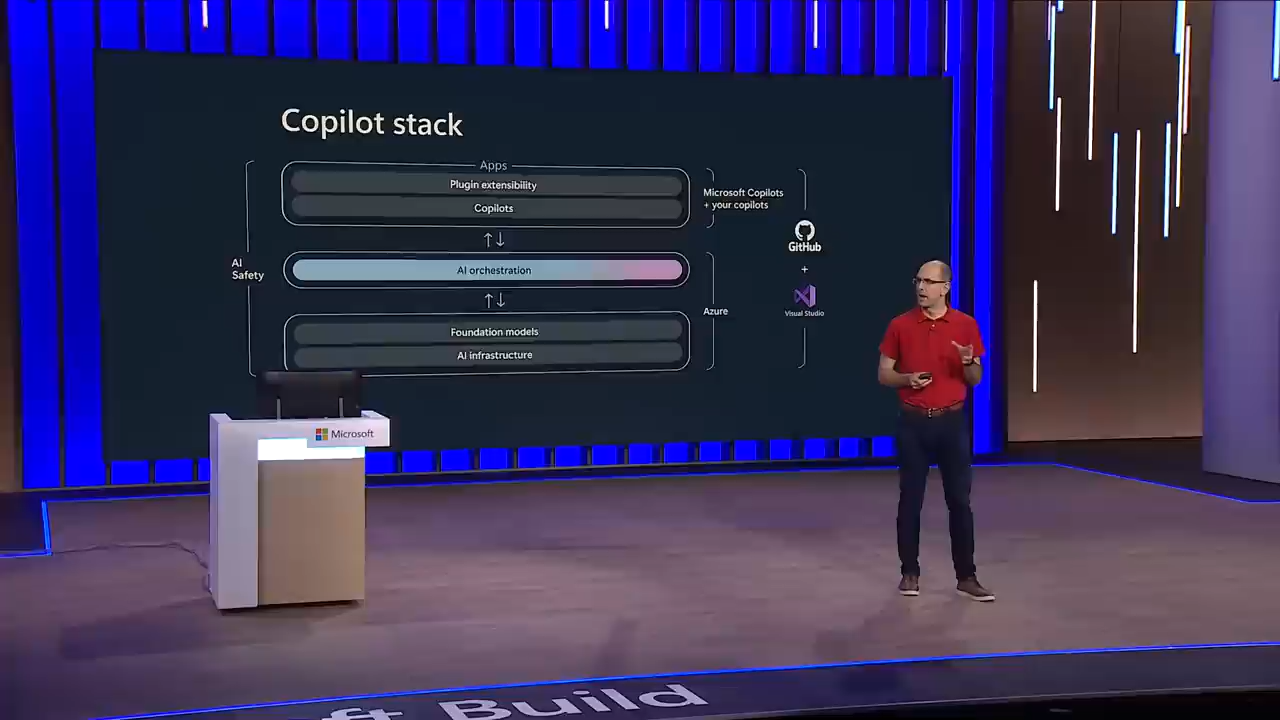 Copilot stack
Apps
Plugin extensibility
Copilots
AI
Safety
AI orchestration
Foundation models
AI infrastructure
Microsoft Copilots
+ your copilots
Azure
GitHub
+
Visual Studio
Microsoft
ft Build